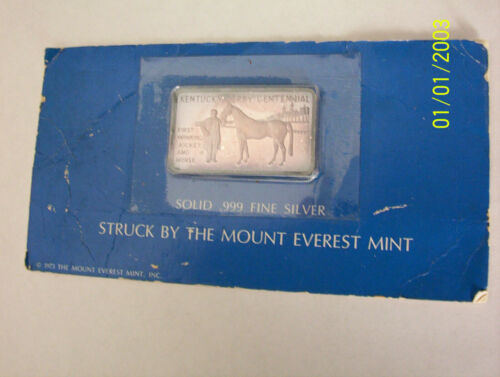 KENTUCKY DERBY CENTENNIAL
FIRST
WINNING
JOCKEY
AND
HORSE
SOLID .999 FINE SILVER
STRUCK BY THE MOUNT EVEREST MINT
© 1973 THE MOUNT EVEREST MINT, INC.
01/01/2003